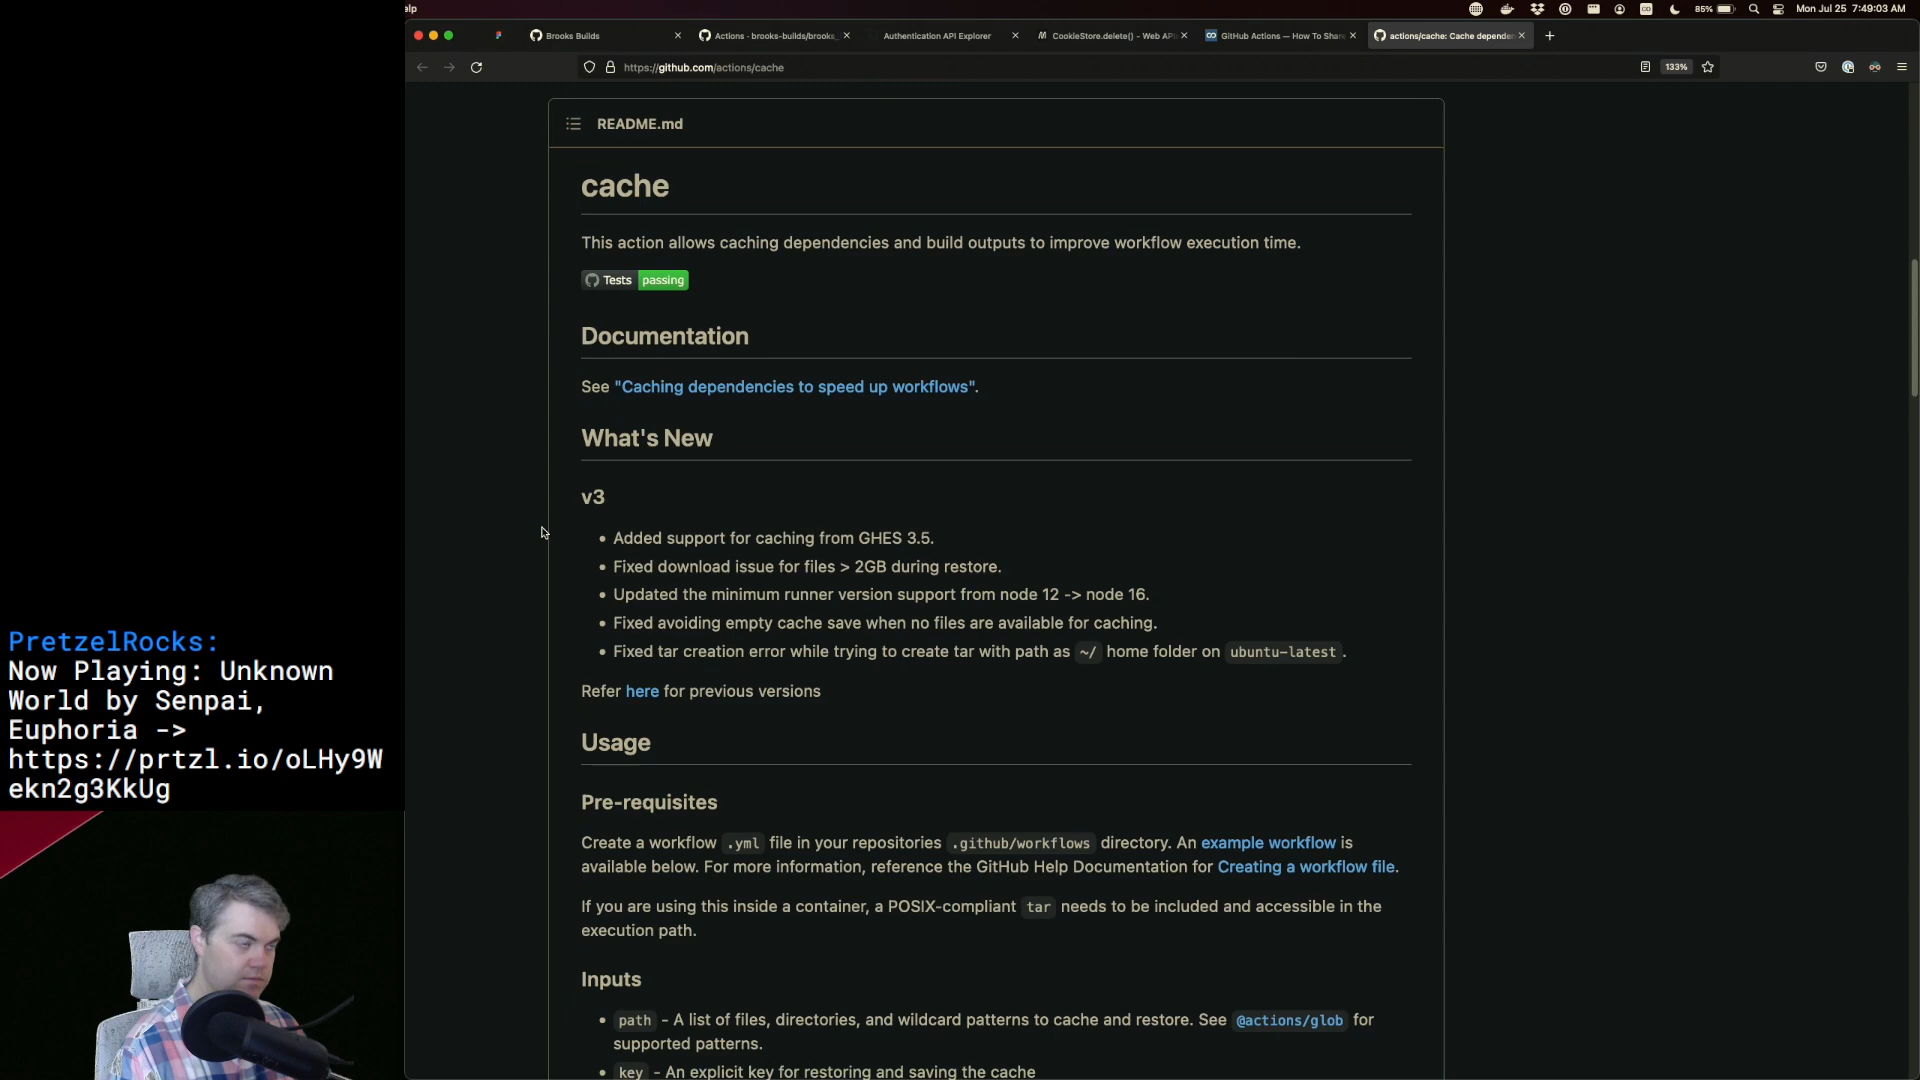 elp
85%
Mon Jul 25 7:49:03 AM
Brooks Builds
Actions · brooks-builds/brooks_
Authentication API Explorer
CookieStore.delete() - Web API
GitHub Actions — How To Share
actions/cache: Cache dependen
https://github.com/actions/cache
133%
README.md
cache
This action allows caching dependencies and build outputs to improve workflow execution time.
Tests passing
Documentation
See "Caching dependencies to speed up workflows".
What's New
v3
• Added support for caching from GHES 3.5.
• Fixed download issue for files > 2GB during restore.
• Updated the minimum runner version support from node 12 -> node 16.
• Fixed avoiding empty cache save when no files are available for caching.
• Fixed tar creation error while trying to create tar with path as ~/ home folder on ubuntu-latest .
Refer here for previous versions
Usage
Pre-requisites
Create a workflow .yml file in your repositories .github/workflows directory. An example workflow is
available below. For more information, reference the GitHub Help Documentation for Creating a workflow file.
If you are using this inside a container, a POSIX-compliant tar needs to be included and accessible in the
execution path.
Inputs
• path - A list of files, directories, and wildcard patterns to cache and restore. See @actions/glob for
supported patterns.
• key - An explicit key for restoring and saving the cache
PretzelRocks:
Now Playing: Unknown
World by Senpai,
Euphoria ->
https://prtzl.io/oLHy9W
ekn2g3KkUg